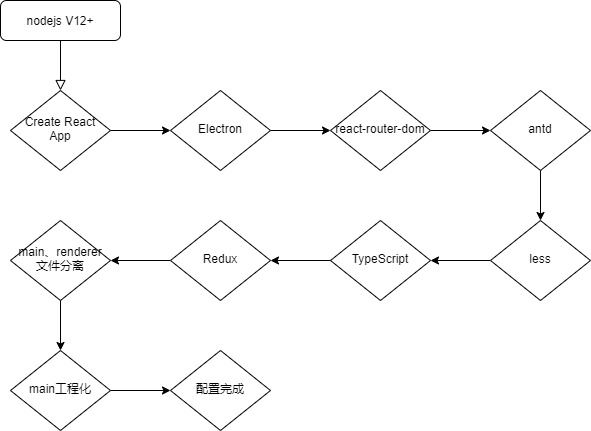 nodejs V12+
Create React
App
Electron
react-router-dom
antd
less
TypeScript
Redux
main、renderer
文件分离
main工程化
配置完成